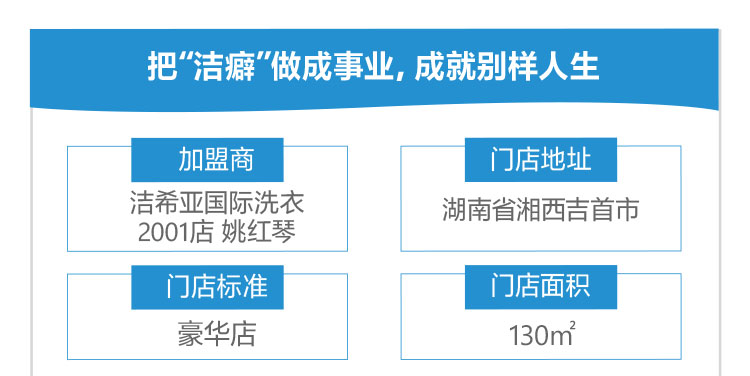 把“洁癖”做成事业, 成就别样人生
加盟商
洁希亚国际洗衣
2001店 姚红琴
门店地址
湖南省湘西吉首市
门店标准
豪华店
门店面积
130㎡